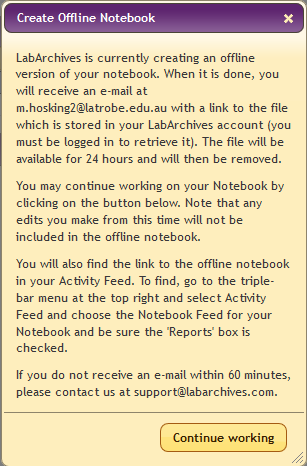 Create Offline Notebook
LabArchives is currently creating an offline
version of your notebook. When it is done, you
will receive an e-mail at
m.hosking2@latrobe.edu.au with a link to the file
which is stored in your LabArchives account (you
must be logged in to retrieve it). The file will be
available for 24 hours and will then be removed.
You may continue working on your Notebook by
clicking on the button below. Note that any
edits you make from this time will not be
included in the offline notebook.
You will also find the link to the offline notebook
in your Activity Feed. To find, go to the triple-
bar menu at the top right and select Activity
Feed and choose the Notebook Feed for your
Notebook and be sure the 'Reports' box is
checked.
If you do not receive an e-mail within 60 minutes,
please contact us at support@labarchives.com.
Continue working